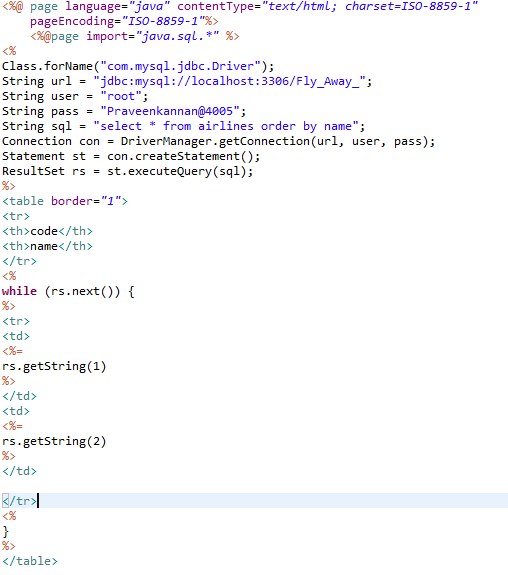 <%@ page language="java" contentType="text/html; charset=ISO-8859-1"
    pageEncoding="ISO-8859-1"%>
    <%@page import="java.sql.*" %>
<%
Class.forName("com.mysql.jdbc.Driver");
String url = "jdbc:mysql://localhost:3306/Fly_Away_";
String user = "root";
String pass = "Praveenkannan@4005";
String sql = "select * from airlines order by name";
Connection con = DriverManager.getConnection(url, user, pass);
Statement st = con.createStatement();
ResultSet rs = st.executeQuery(sql);
%>
<table border="1">
<tr>
<th>code</th>
<th>name</th>
</tr>
<%
while (rs.next()) {
%>
<tr>
<td>
<%=
rs.getString(1)
%>
</td>
<td>
<%=
rs.getString(2)
%>
</td>

</tr>
<%
}
%>
</table>